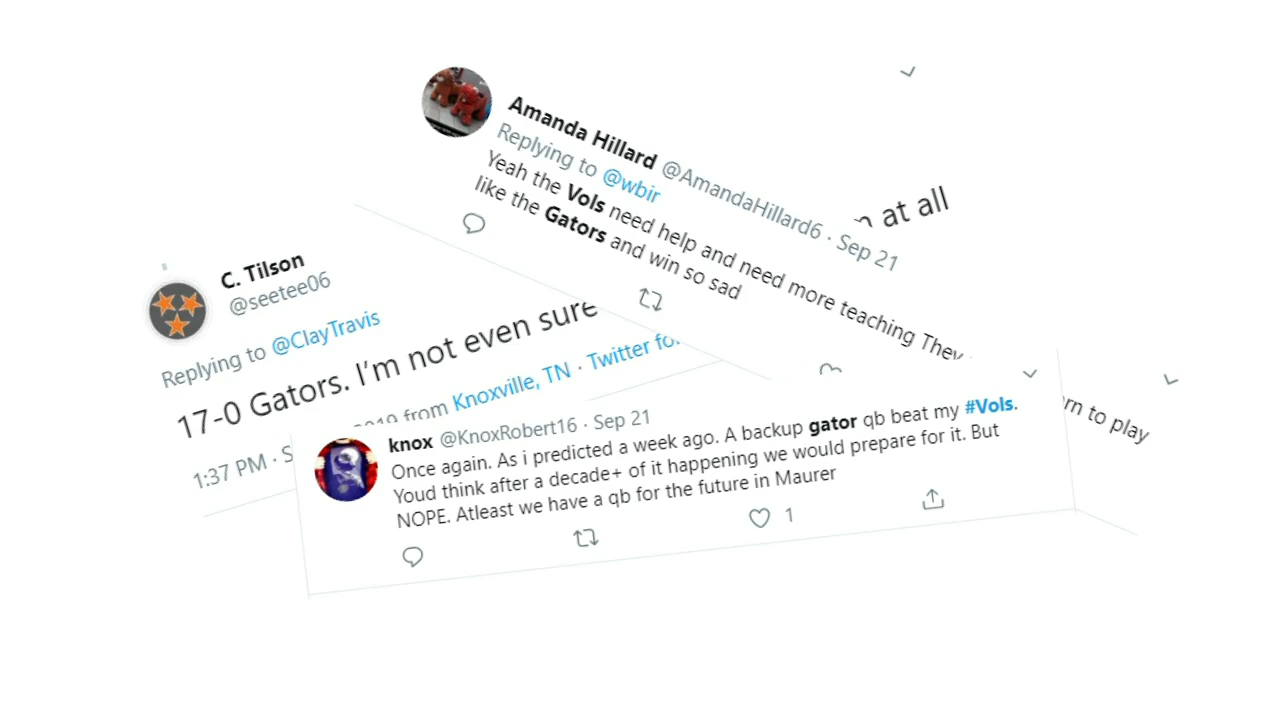 Amanda Hillard @AmandaHillard6 · Sep 21
Replying to @wbir
Yeah the Vols need help and need more teaching They
rn to play
like the Gators and win so sad
at all
C. Tilson
@seetee06
Replying to @ClayTravis
17-0 Gators. I'm not even sure
1:37 PM · S
2019 from Knoxville, TN · Twitter for
knox @KnoxRobert16 · Sep 21
Once again. As i predicted a week ago. A backup gator qb beat my #Vols.
Youd think after a decade+ of it happening we would prepare for it. But
NOPE. Atleast we have a qb for the future in Maurer
1